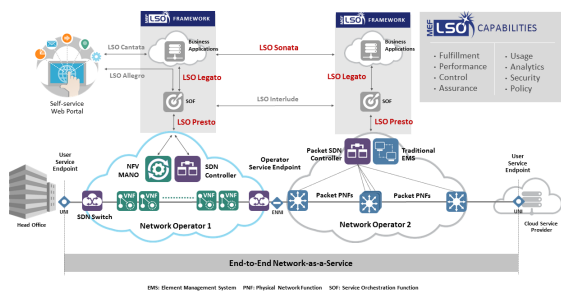 MEF LSO FRAMEWORK
MEF LSO FRAMEWORK
MEF LSO CAPABILITIES
Business
Applications
Business
Applications
• Fulfillment
• Performance
• Control
• Assurance
• Usage
• Analytics
• Security
• Policy
LSO Cantata
LSO Sonata
LSO Allegro
LSO Legato
LSO Legato
Self-service
Web Portal
SOF
SOF
LSO Interlude
LSO Presto
LSO Presto
User
Service
Endpoint
NFV
MANO
SDN
Controller
Operator
Service Endpoint
Packet SDN
Controller
Traditional
EMS
User
Service
Endpoint
VNF
VNF
VNF
VNF
Packet PNFs
Packet PNFs
UNI
SDN Switch
ENNI
UNI
Head Office
Network Operator 1
Network Operator 2
Cloud Service
Provider
End-to-End Network-as-a-Service
EMS: Element Management System PNF: Physical Network Function SOF: Service Orchestration Function